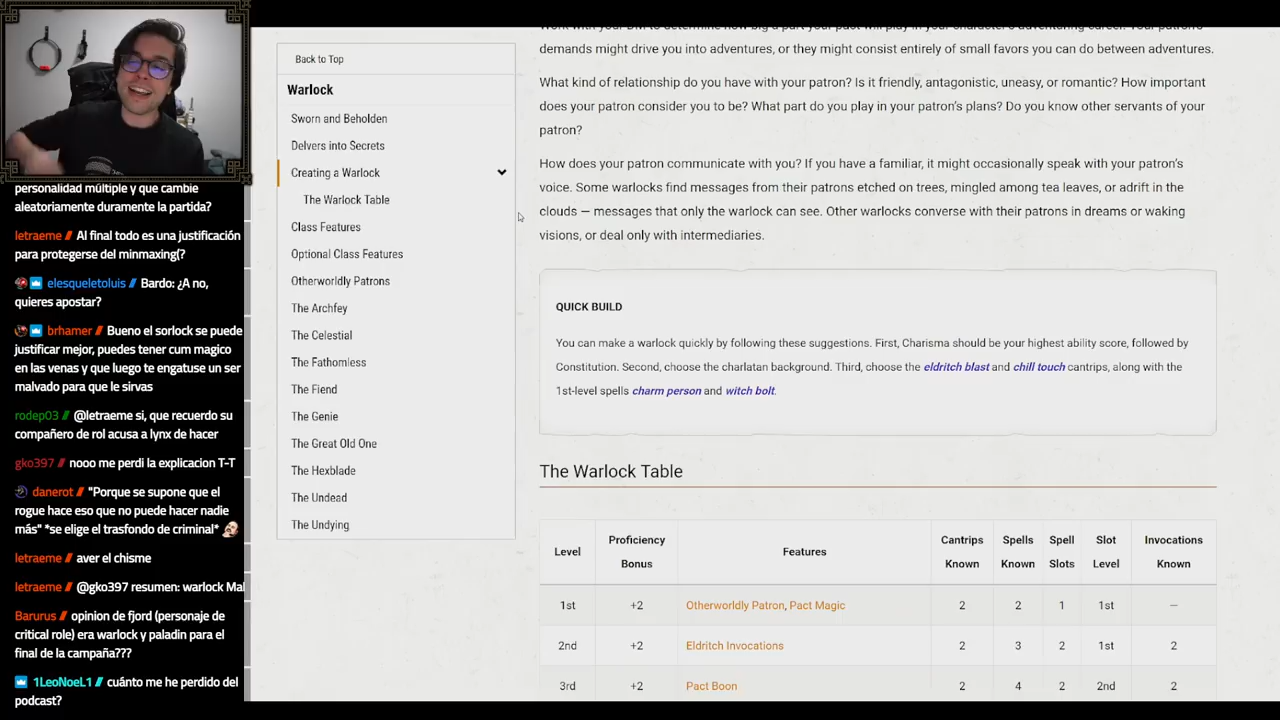 personalidad múltiple y que cambie
aleatoriamente duramente la partida?
letraeme // Al final todo es una justificación
para protegerse del minmaxing(?
elesqueletoluis // Bardo: ¿A no,
quieres apostar?
brhamer // Bueno el sorlock se puede
justificar mejor, puedes tener cum magico
en las venas y que luego te engatuse un ser
malvado para que le sirvas
rodep03 // @letraeme si, que recuerdo su
compañero de rol acusa a lynx de hacer
gko397 // nooo me perdi la explicacion T-T
danerot // "Porque se supone que el
rogue hace eso que no puede hacer nadie
más" *se elige el trasfondo de criminal*
letraeme // aver el chisme
letraeme // @gko397 resumen: warlock Mal
Barurus // opinion de fjord (personaje de
critical role) era warlock y paladin para el
final de la campaña???
1LeoNoeL1 // cuánto me he perdido del
podcast?
Back to Top
Warlock
Sworn and Beholden
Delvers into Secrets
Creating a Warlock
The Warlock Table
Class Features
Optional Class Features
Otherworldly Patrons
The Archfey
The Celestial
The Fathomless
The Fiend
The Genie
The Great Old One
The Hexblade
The Undead
The Undying
demands might drive you into adventures, or they might consist entirely of small favors you can do between adventures.
What kind of relationship do you have with your patron? Is it friendly, antagonistic, uneasy, or romantic? How important
does your patron consider you to be? What part do you play in your patron's plans? Do you know other servants of your
patron?
How does your patron communicate with you? If you have a familiar, it might occasionally speak with your patron's
voice. Some warlocks find messages from their patrons etched on trees, mingled among tea leaves, or adrift in the
clouds — messages that only the warlock can see. Other warlocks converse with their patrons in dreams or waking
visions, or deal only with intermediaries.
QUICK BUILD
You can make a warlock quickly by following these suggestions. First, Charisma should be your highest ability score, followed by
Constitution. Second, choose the charlatan background. Third, choose the eldritch blast and chill touch cantrips, along with the
1st-level spells charm person and witch bolt.
The Warlock Table
Level Proficiency Bonus Features Cantrips Known Spells Known Spell Slots Slot Level Invocations Known
1st +2 Otherworldly Patron, Pact Magic 2 2 1 1st —
2nd +2 Eldritch Invocations 2 3 2 1st 2
3rd +2 Pact Boon 2 4 2 2nd 2